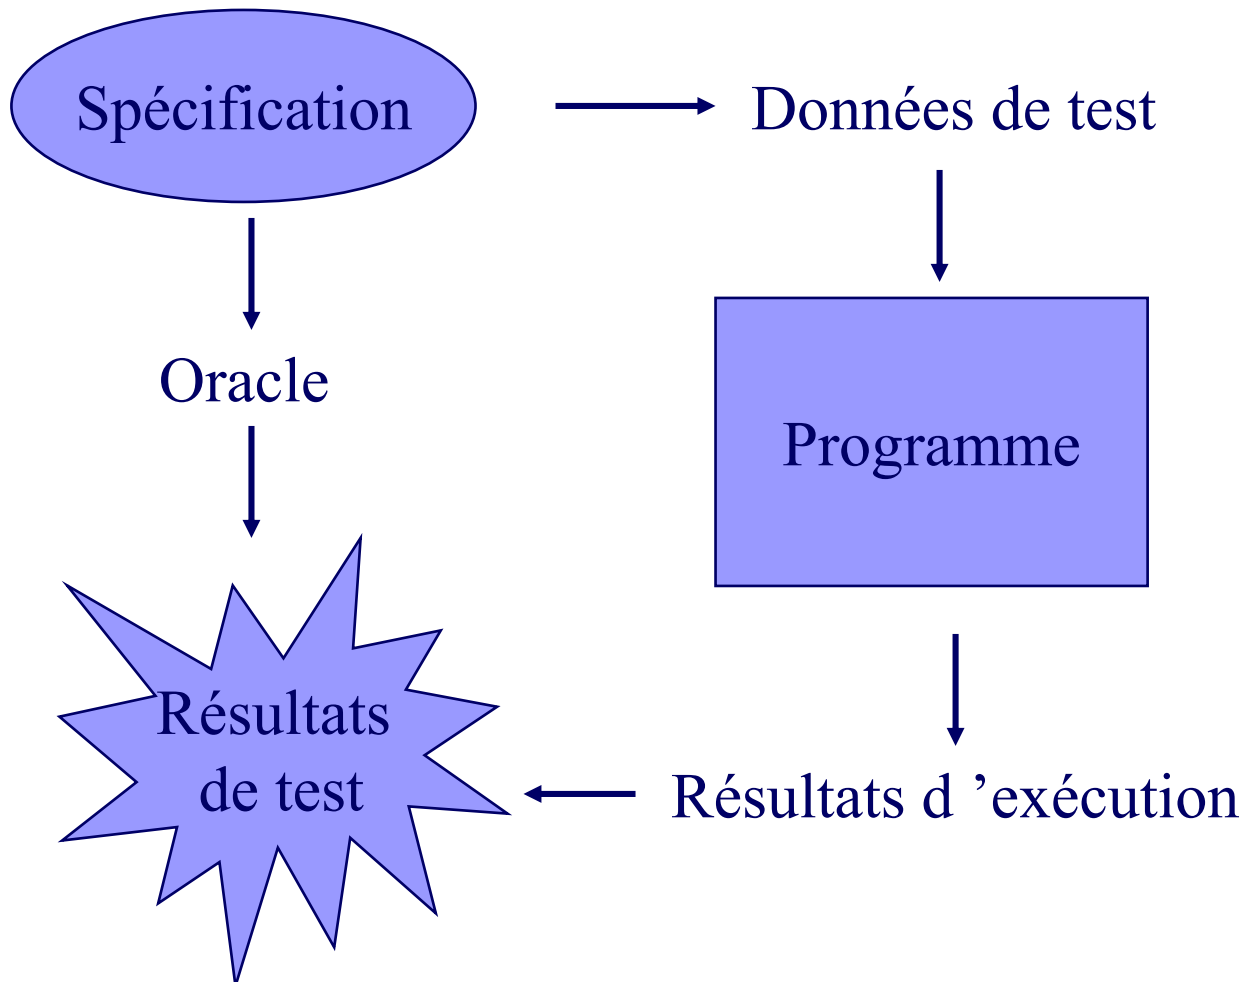 Spécification
Données de test
Oracle
Programme
Résultats
de test
Résultats d ’exécution